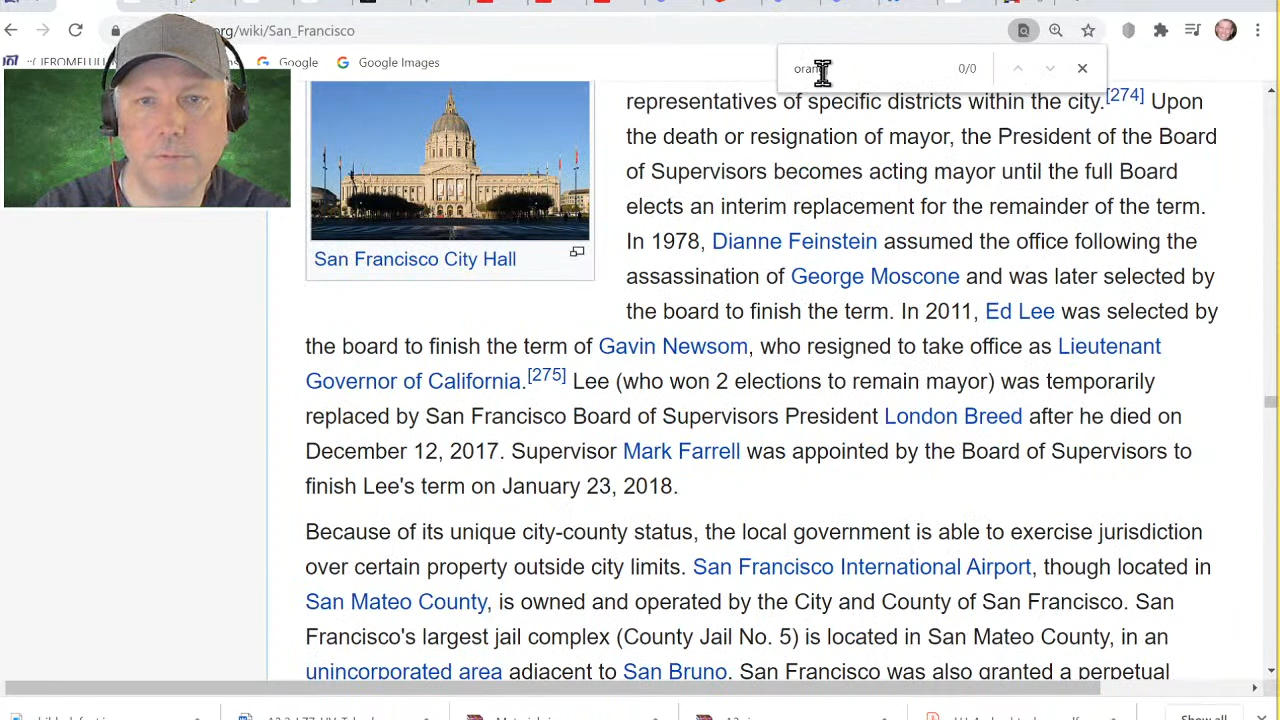 org/wiki/San_Francisco
Google
Google Images
0/0
representatives of specific districts within the city.[274] Upon
the death or resignation of mayor, the President of the Board
of Supervisors becomes acting mayor until the full Board
elects an interim replacement for the remainder of the term.
In 1978, Dianne Feinstein assumed the office following the
assassination of George Moscone and was later selected by
the board to finish the term. In 2011, Ed Lee was selected by
San Francisco City Hall
the board to finish the term of Gavin Newsom, who resigned to take office as Lieutenant
Governor of California.[275] Lee (who won 2 elections to remain mayor) was temporarily
replaced by San Francisco Board of Supervisors President London Breed after he died on
December 12, 2017. Supervisor Mark Farrell was appointed by the Board of Supervisors to
finish Lee's term on January 23, 2018.
Because of its unique city-county status, the local government is able to exercise jurisdiction
over certain property outside city limits. San Francisco International Airport, though located in
San Mateo County, is owned and operated by the City and County of San Francisco. San
Francisco's largest jail complex (County Jail No. 5) is located in San Mateo County, in an
unincorporated area adjacent to San Bruno. San Francisco was also granted a perpetual
Show all